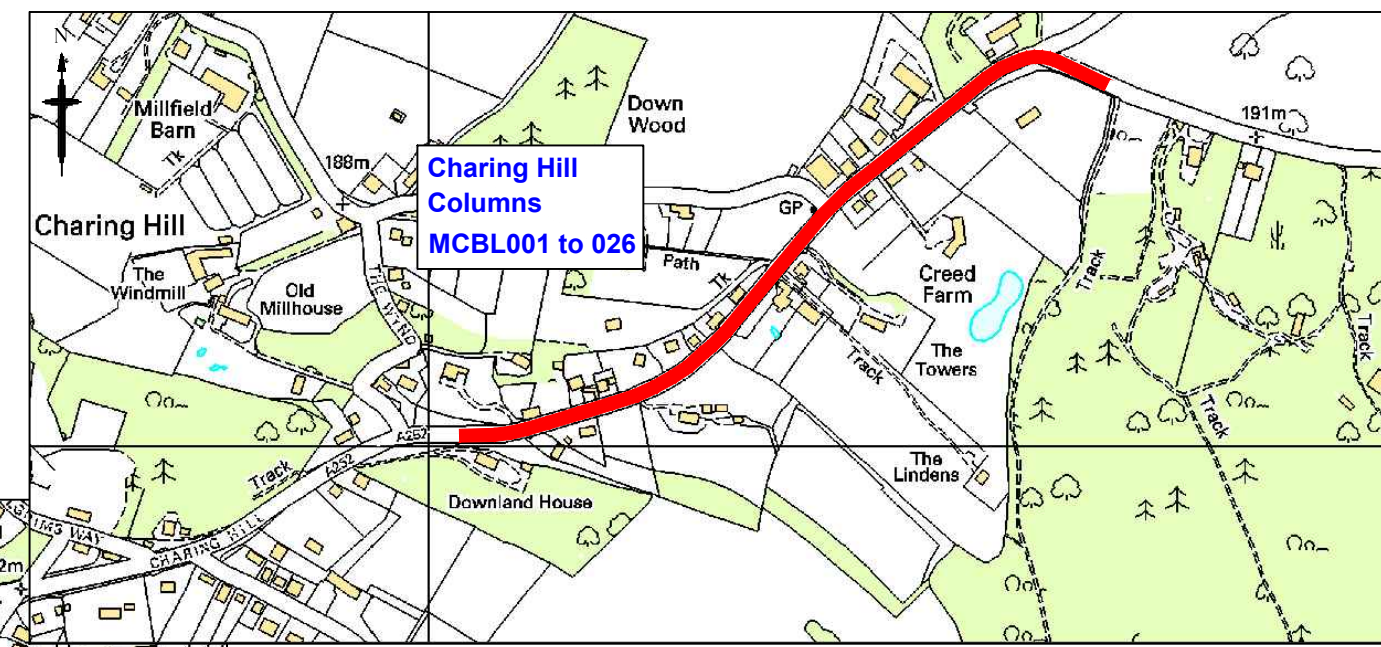 N
Millfield
Barn
Tk
188m
Down
Wood
191m
Charing Hill
Columns
MCBL001 to 026
GP
Charing Hill
The
Windmill
Old
Millhouse
THE WYND
Path
Tk
Creed
Farm
Track
The
Towers
Track
Track
Track
A252
A252
Track
The
Lindens
Downland House
WAY
CHARING HILL
2m